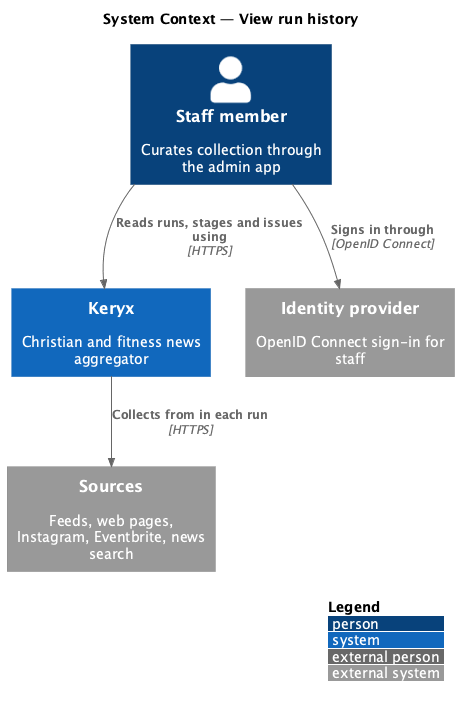 System Context — View run history
Staff member
Curates collection through
the admin app
Reads runs, stages and issues
using
[HTTPS]
Signs in through
[OpenID Connect]
Keryx
Christian and fitness news
aggregator
Identity provider
OpenID Connect sign-in for
staff
Collects from in each run
[HTTPS]
Sources
Feeds, web pages,
Instagram, Eventbrite, news
search
Legend
person
system
external person
external system